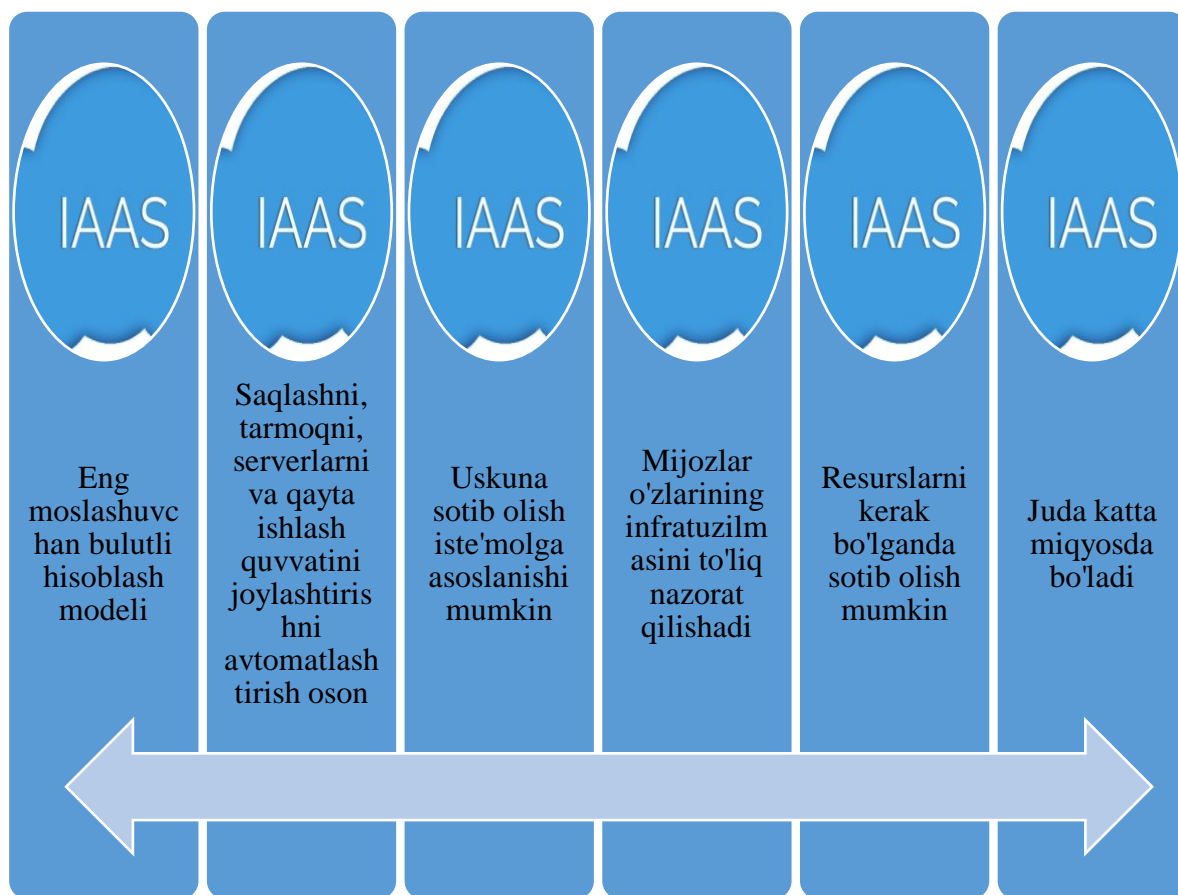 IAAS
Eng
moslashuvc
han bulutli
hisoblash
modeli
IAAS
Saqlashni,
tarmoqni,
serverlarni
va qayta
ishlash
quvvatini
joylashtiris
hni
avtomatlash
tirish oson
IAAS
Uskuna
sotib olish
iste'molga
asoslanishi
mumkin
IAAS
Mijozlar
o'zlarining
infratuzilm
asini to'liq
nazorat
qilishadi
IAAS
Resurslarni
kerak
bo'lganda
sotib olish
mumkin
IAAS
Juda katta
miqyosda
bo'ladi